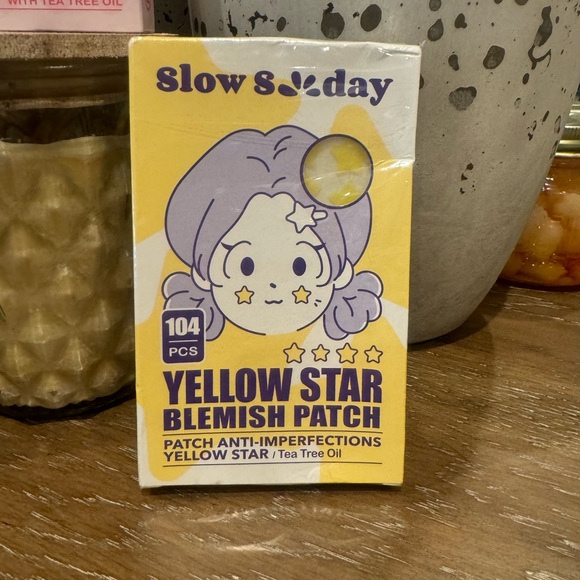 WITH TEA TREE OIL
Slow Sunday
104
PCS
YELLOW STAR
BLEMISH PATCH
PATCH ANTI-IMPERFECTIONS
YELLOW STAR / Tea Tree Oil